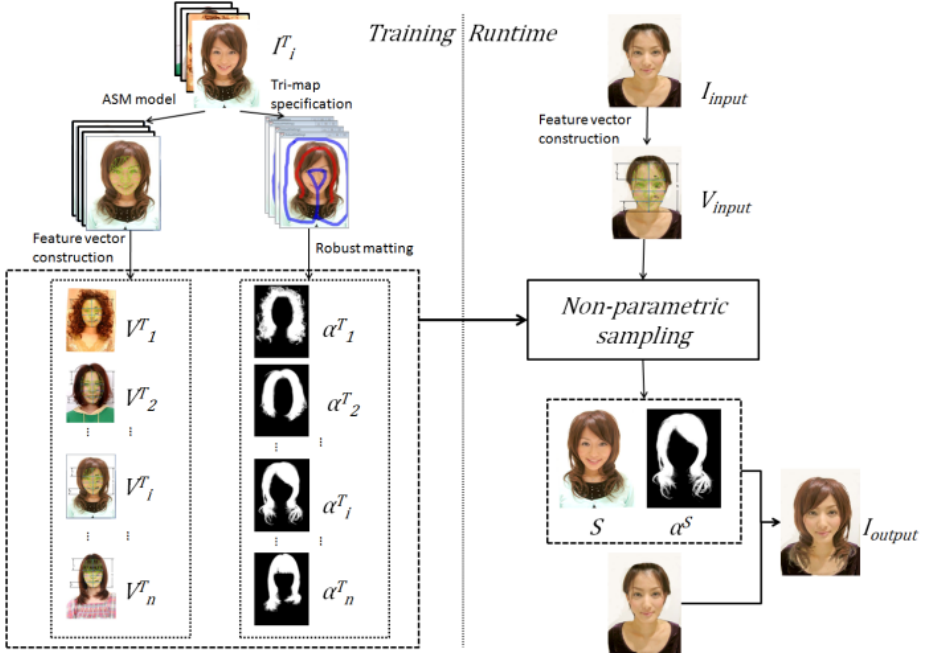 Training Runtime
I^T_i
ASM model
Tri-map
specification
I_input
Feature vector
construction
V_input
Feature vector
construction
Robust matting
Non-parametric
sampling
V^T_1
α^T_1
V^T_2
α^T_2
... ...
...
V^T_i
α^T_i
... ...
...
V^T_n
α^T_n
S
α^S
I_output